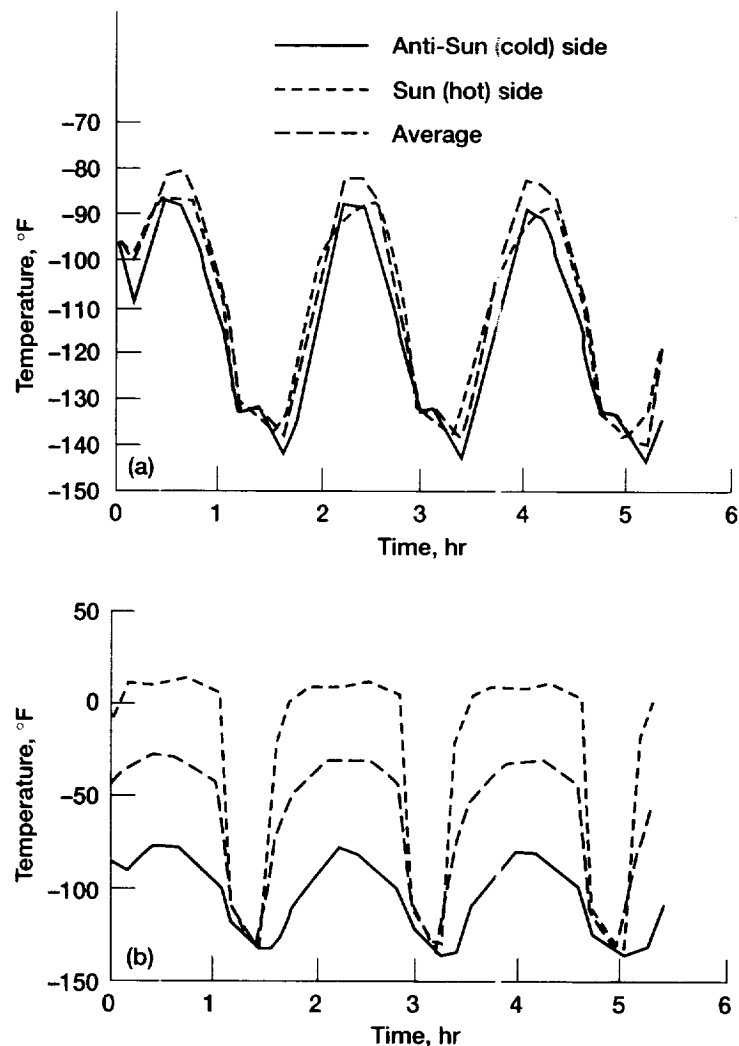 Anti-Sun (cold) side
Sun (hot) side
Average
Temperature, °F
−70
−80
−90
−100
−110
−120
−130
−140
−150
(a)
0 1 2 3 4 5 6
Time, hr
Temperature, °F
50
0
−50
−100
−150
(b)
0 1 2 3 4 5 6
Time, hr